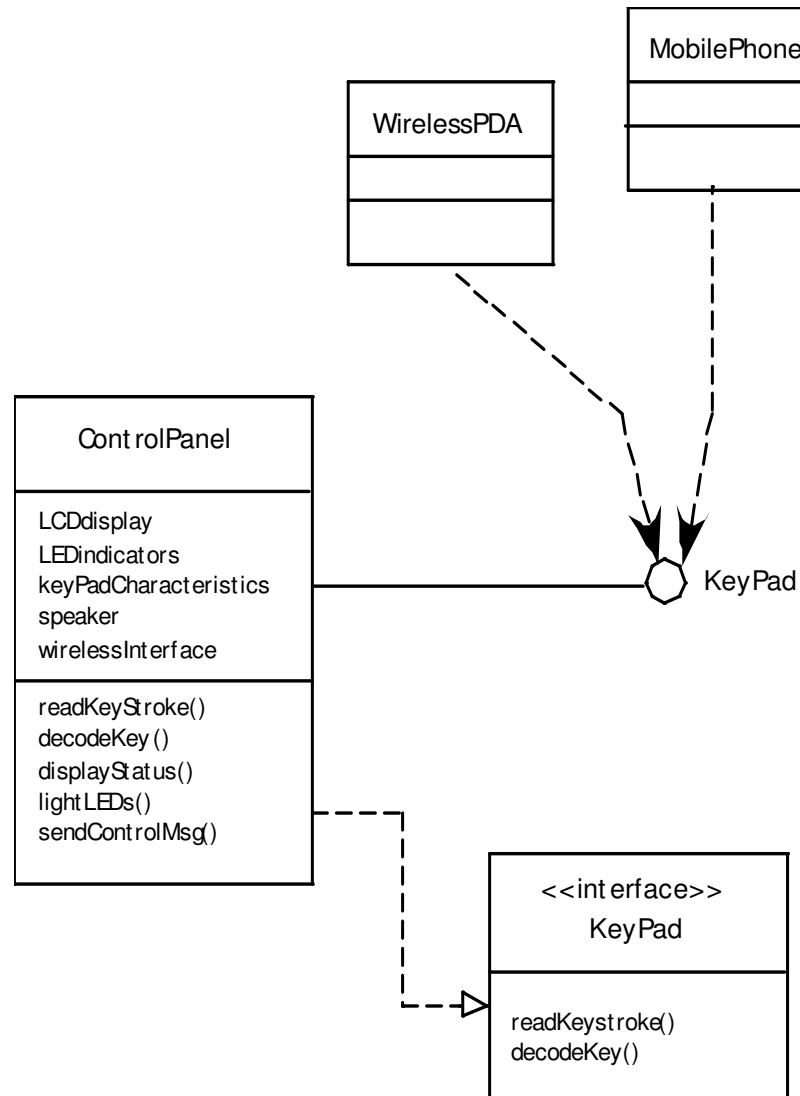 MobilePhone
WirelessPDA
ControlPanel
LCDdisplay
LEDindicators
keyPadCharacteristics
speaker
wirelessInterface
KeyPad
readKeyStroke()
decodeKey()
displayStatus()
lightLEDs()
sendControlMsg()
<<interface>>
KeyPad
readKeystroke()
decodeKey()